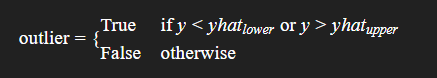 outlier = { True if y < yhat_lower or y > yhat_upper
False otherwise